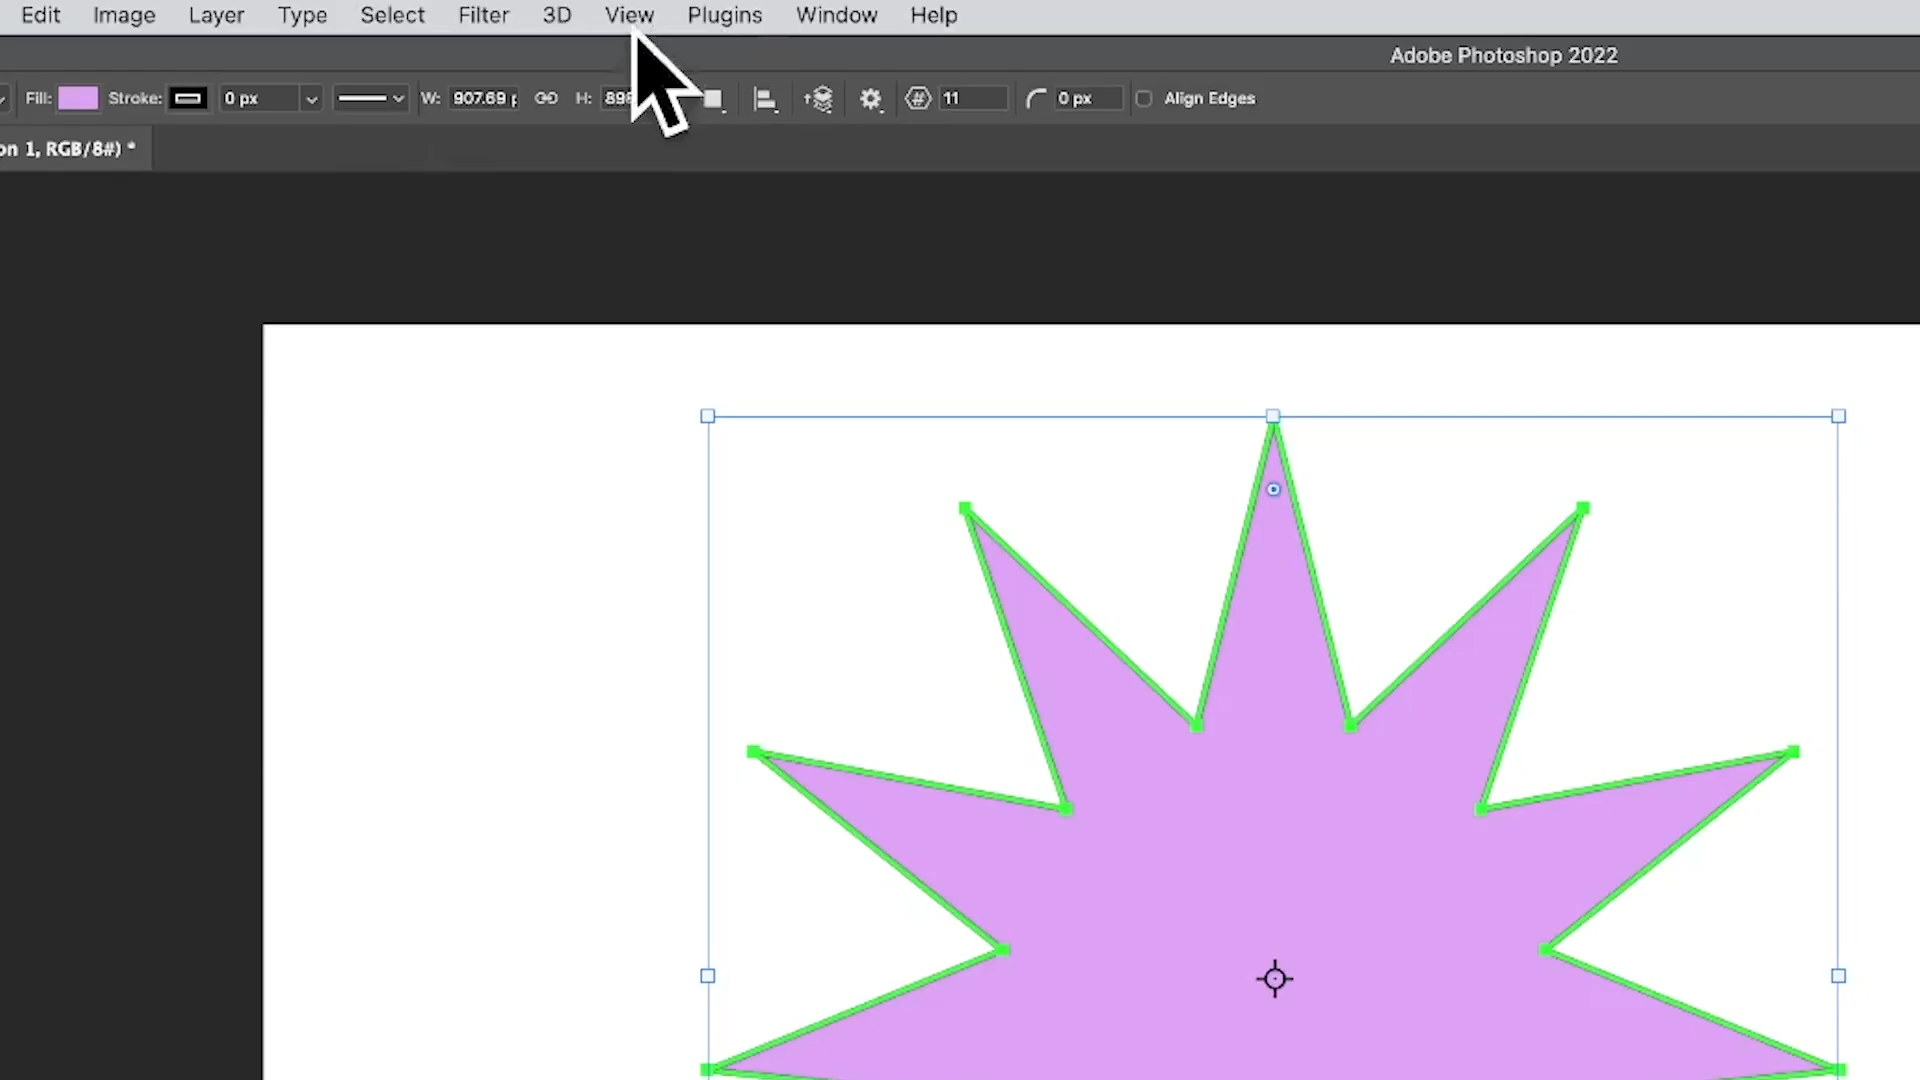 Edit Image Layer Type Select Filter 3D View Plugins Window Help
Adobe Photoshop 2022
Fill: Stroke: 0 px W: 907.69 H: # 11 0 px Align Edges
on 1, RGB/8#) *